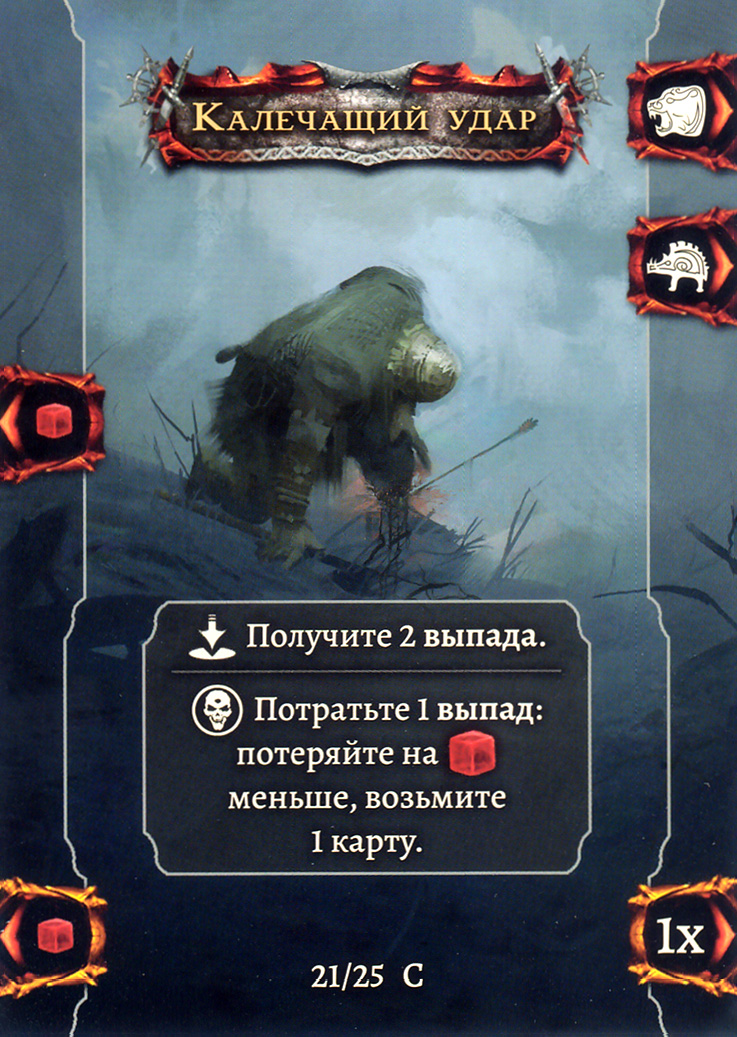 Калечащий удар
Получите 2 выпада.
Потратьте 1 выпад:
потеряйте на
меньше, возьмите
1 карту.
1x
21/25 C